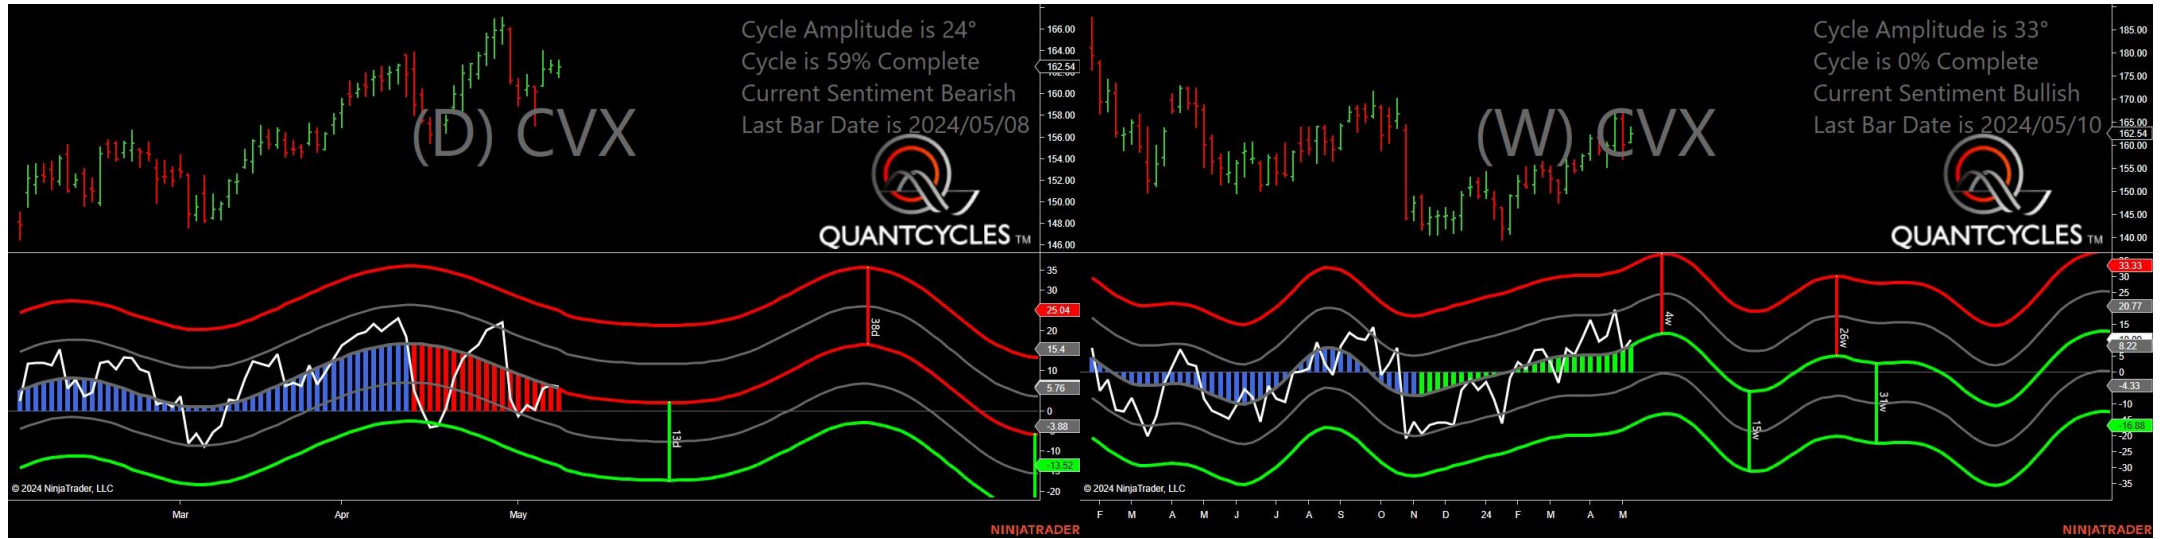 Cycle Amplitude is 24°
Cycle is 59% Complete
Current Sentiment Bearish
Last Bar Date is 2024/05/08
(D) CVX
QUANTCYCLES TM
166.00
164.00
162.54
160.00
158.00
156.00
154.00
152.00
150.00
148.00
146.00
35
30
25.04
20
15.4
10
5.76
0
-3.88
-10
-13.52
-20
38d
13d
© 2024 NinjaTrader, LLC
Mar Apr May
NINJATRADER
Cycle Amplitude is 33°
Cycle is 0% Complete
Current Sentiment Bullish
Last Bar Date is 2024/05/10
(W) CVX
QUANTCYCLES TM
185.00
180.00
175.00
170.00
165.00
162.54
160.00
155.00
150.00
145.00
140.00
33.33
30
25
20.77
15
8.22
5
0
-4.33
-10
-16.88
-20
-25
-30
-35
4w
26w
15w
31w
© 2024 NinjaTrader, LLC
F M A M J J A S O N D 24 F M A M
NINJATRADER